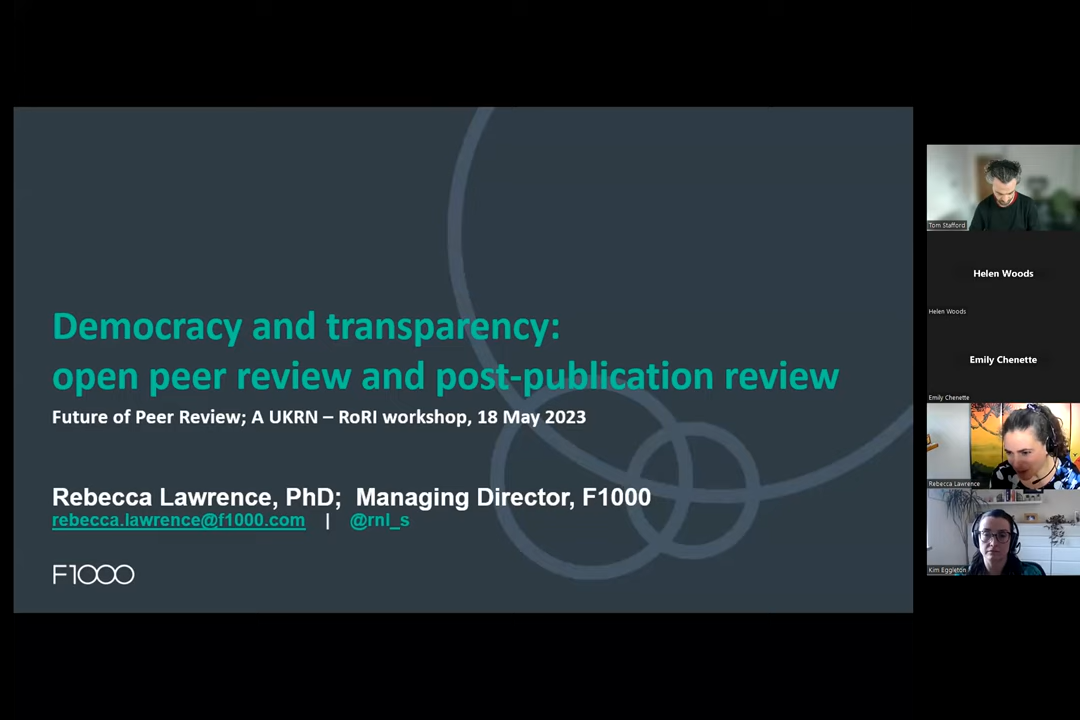 Democracy and transparency:
open peer review and post-publication review
Future of Peer Review; A UKRN – RoRI workshop, 18 May 2023
Rebecca Lawrence, PhD; Managing Director, F1000
rebecca.lawrence@f1000.com | @rnl_s
F1000
Tom Stafford
Helen Woods
Helen Woods
Emily Chenette
Emily Chenette
Rebecca Lawrence
Kim Eggleton